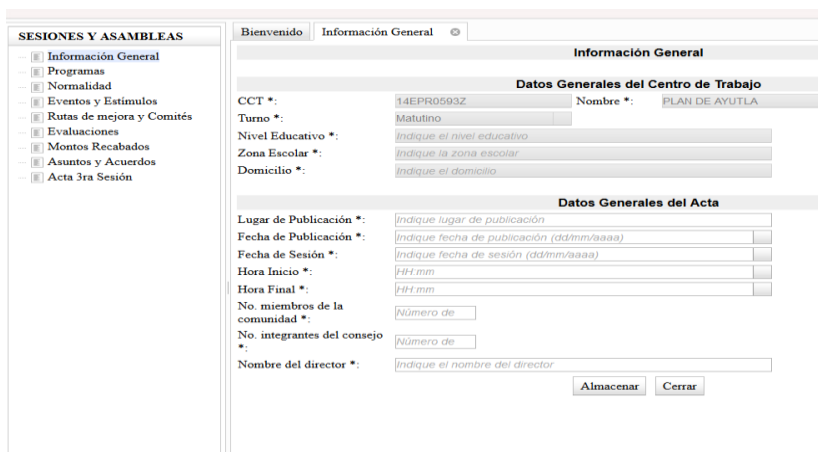 SESIONES Y ASAMBLEAS
Información General
Programas
Normalidad
Eventos y Estímulos
Rutas de mejora y Comités
Evaluaciones
Montos Recabados
Asuntos y Acuerdos
Acta 3ra Sesión
Bienvenido Información General
Información General
Datos Generales del Centro de Trabajo
CCT *: 14EPR0593Z Nombre *: PLAN DE AYUTLA
Turno *: Matutino
Nivel Educativo *: Indique el nivel educativo
Zona Escolar *: Indique la zona escolar
Domicilio *: Indique el domicilio
Datos Generales del Acta
Lugar de Publicación *: Indique lugar de publicación
Fecha de Publicación *: Indique fecha de publicación (dd/mm/aaaa)
Fecha de Sesión *: Indique fecha de sesión (dd/mm/aaaa)
Hora Inicio *: HH:mm
Hora Final *: HH:mm
No. miembros de la
comunidad *: Número de
No. integrantes del consejo
*: Número de
Nombre del director *: Indique el nombre del director
Almacenar Cerrar